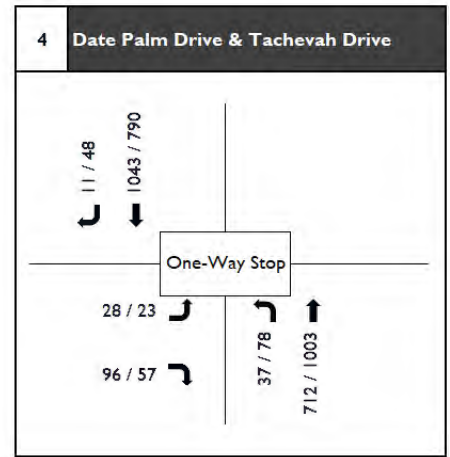 4
Date Palm Drive & Tachevah Drive
11 / 48
1043 / 790
One-Way Stop
28 / 23
96 / 57
37 / 78
712 / 1003